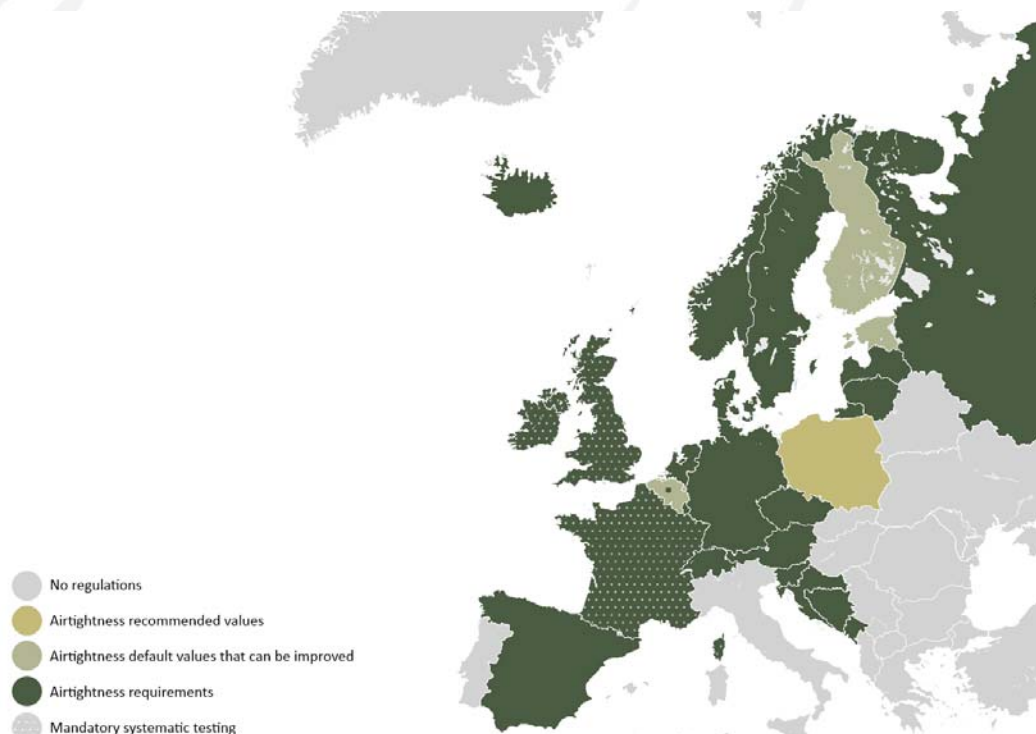 No regulations
Airtightness recommended values
Airtightness default values that can be improved
Airtightness requirements
Mandatory systematic testing